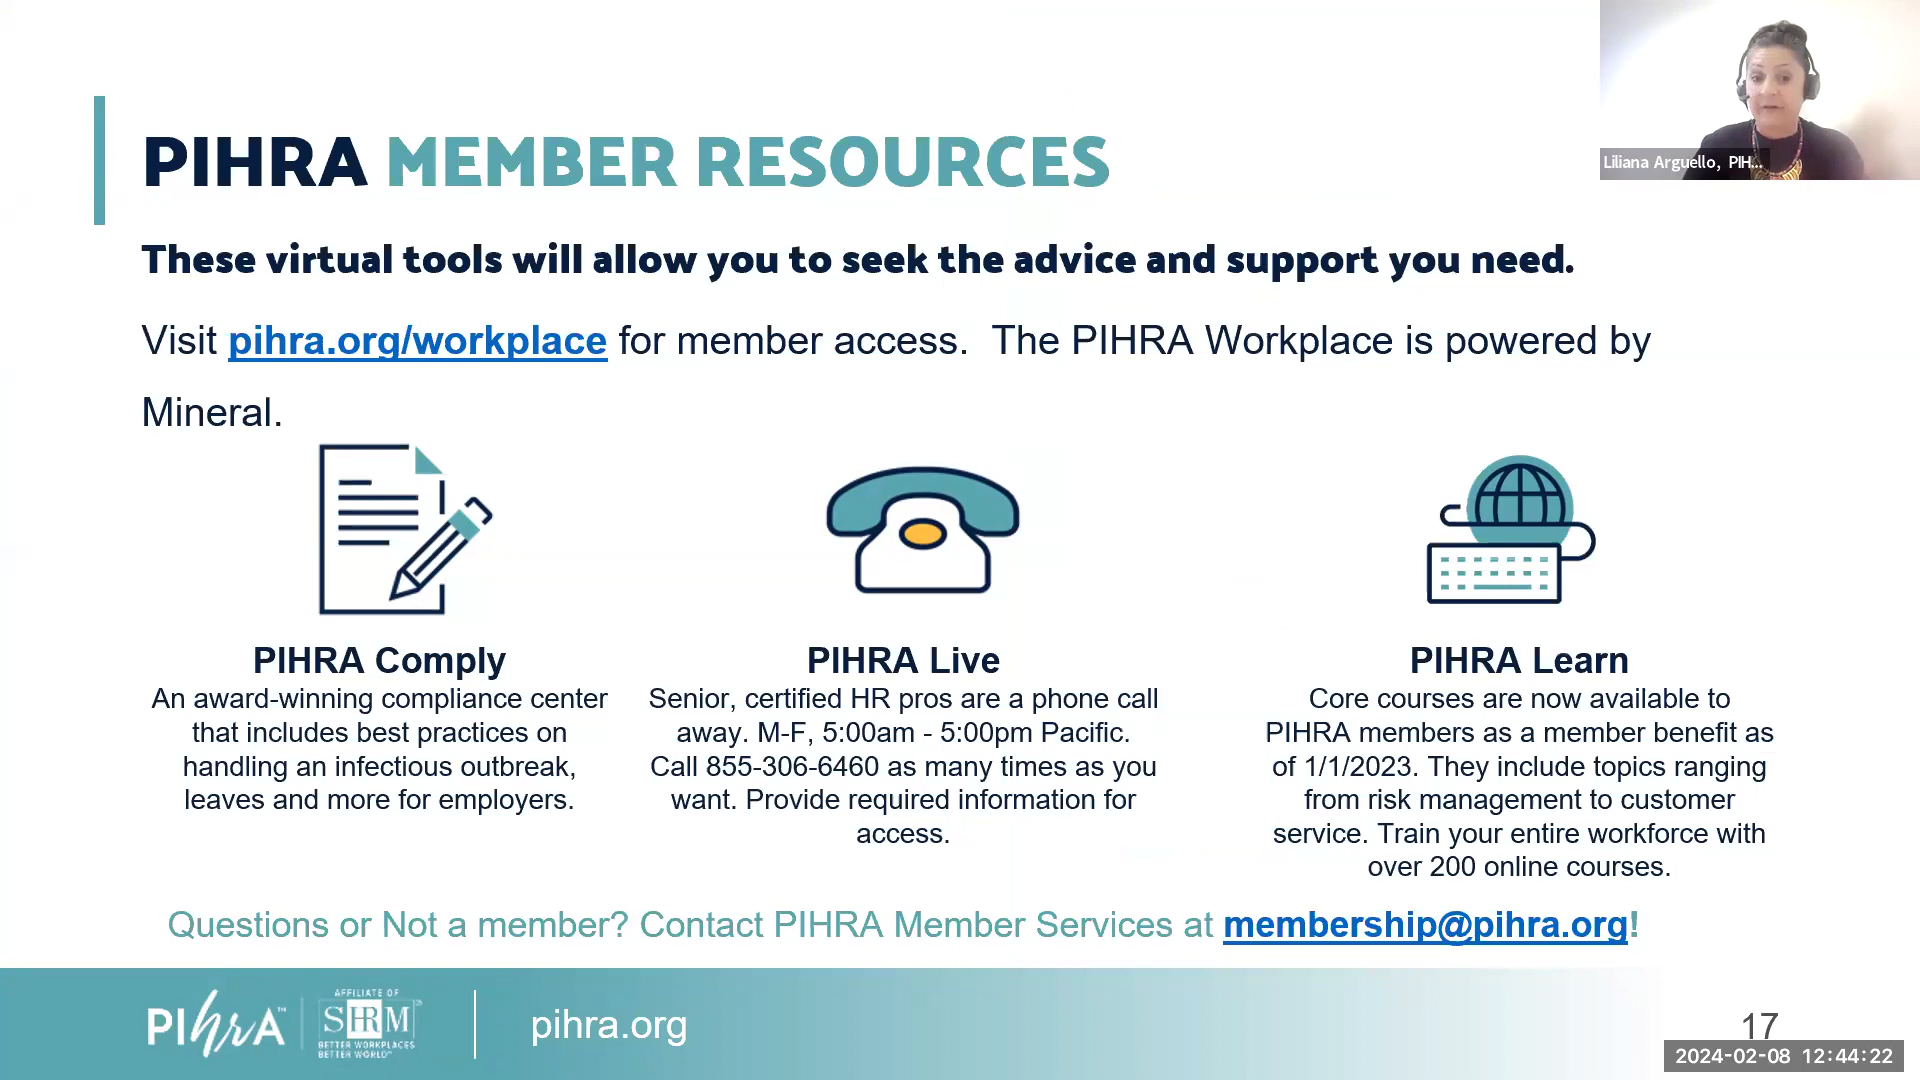 PIHRA MEMBER RESOURCES
Liliana Arguello, PIH...
These virtual tools will allow you to seek the advice and support you need.
Visit pihra.org/workplace for member access. The PIHRA Workplace is powered by
Mineral.
PIHRA Comply
An award-winning compliance center
that includes best practices on
handling an infectious outbreak,
leaves and more for employers.
PIHRA Live
Senior, certified HR pros are a phone call
away. M-F, 5:00am - 5:00pm Pacific.
Call 855-306-6460 as many times as you
want. Provide required information for
access.
PIHRA Learn
Core courses are now available to
PIHRA members as a member benefit as
of 1/1/2023. They include topics ranging
from risk management to customer
service. Train your entire workforce with
over 200 online courses.
Questions or Not a member? Contact PIHRA Member Services at membership@pihra.org!
PIhrA™
AFFILIATE OF
SHRM
BETTER WORKPLACES
BETTER WORLD™
pihra.org
17
2024-02-08 12:44:22